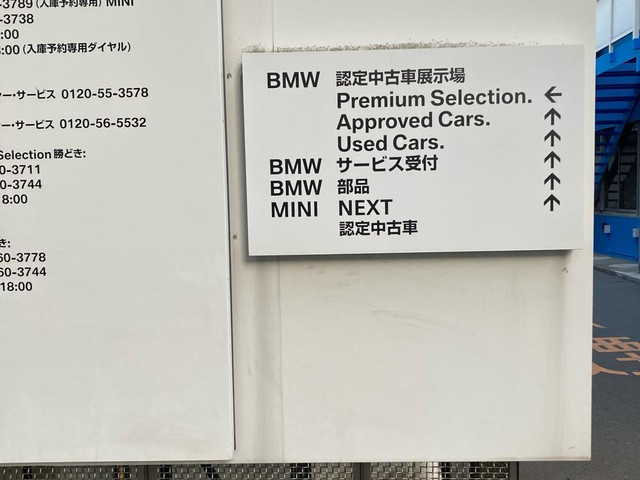 3789 (入庫予約専用) MINI
-3738
:00
:00 (入庫予約専用ダイヤル)
ー・サービス 0120-55-3578
ー・サービス 0120-56-5532
Selection 勝どき:
0-3711
0-3744
8:00
き:
60-3778
60-3744
18:00
BMW 認定中古車展示場
Premium Selection. ←
Approved Cars. ↑
Used Cars. ↑
BMW サービス受付 ↑
BMW 部品 ↑
MINI NEXT ↑
認定中古車